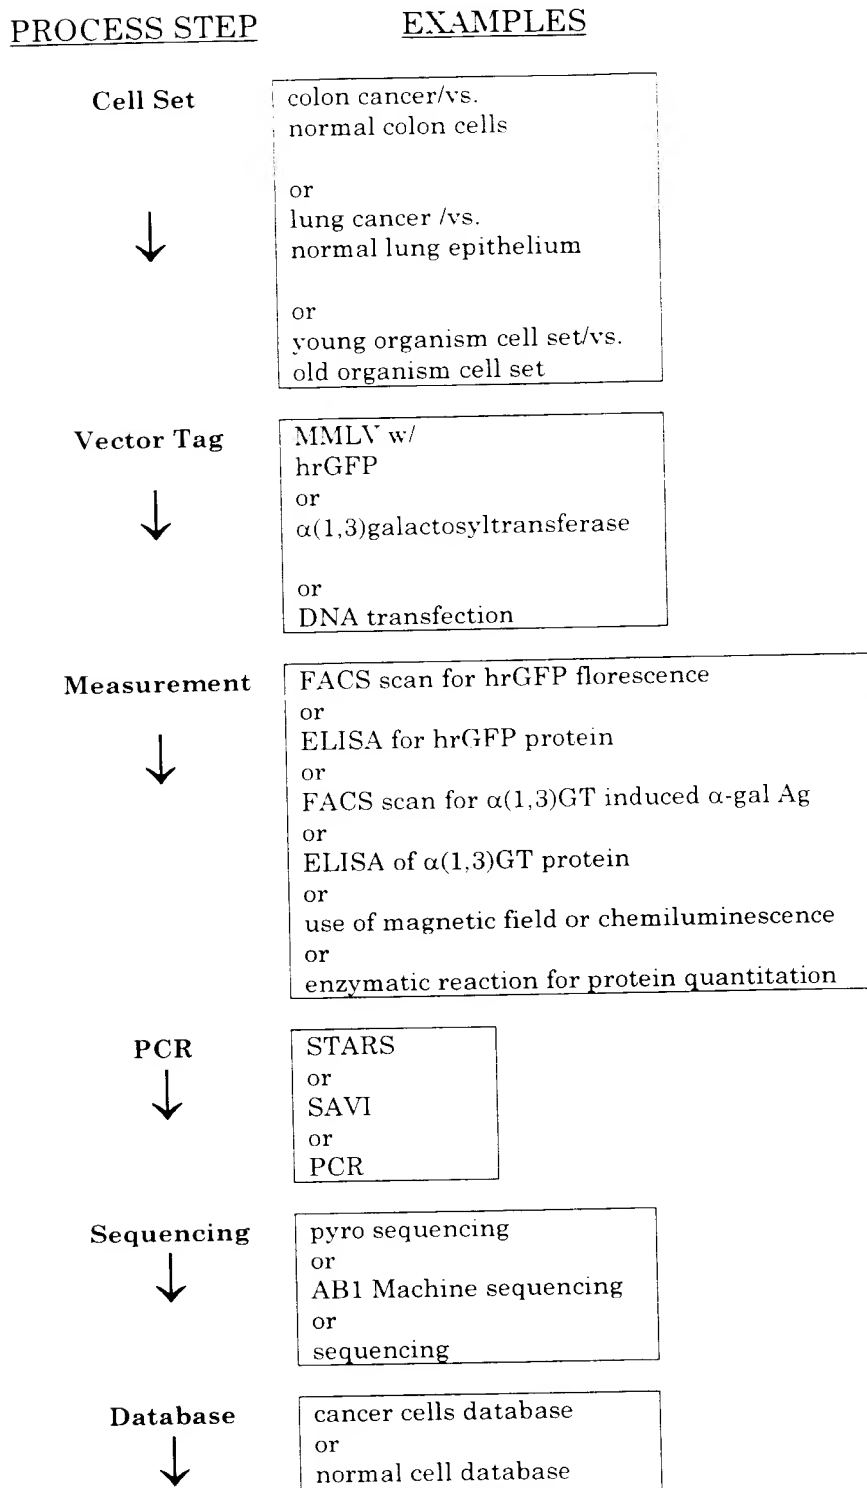 PROCESS STEP EXAMPLES
Cell Set
colon cancer/vs.
normal colon cells
or
lung cancer /vs.
normal lung epithelium
or
young organism cell set/vs.
old organism cell set
Vector Tag
MMLV w/
hrGFP
or
α(1,3)galactosyltransferase
or
DNA transfection
Measurement
FACS scan for hrGFP florescence
or
ELISA for hrGFP protein
or
FACS scan for α(1,3)GT induced α-gal Ag
or
ELISA of α(1,3)GT protein
or
use of magnetic field or chemiluminescence
or
enzymatic reaction for protein quantitation
PCR
STARS
or
SAVI
or
PCR
Sequencing
pyro sequencing
or
AB1 Machine sequencing
or
sequencing
Database
cancer cells database
or
normal cell database